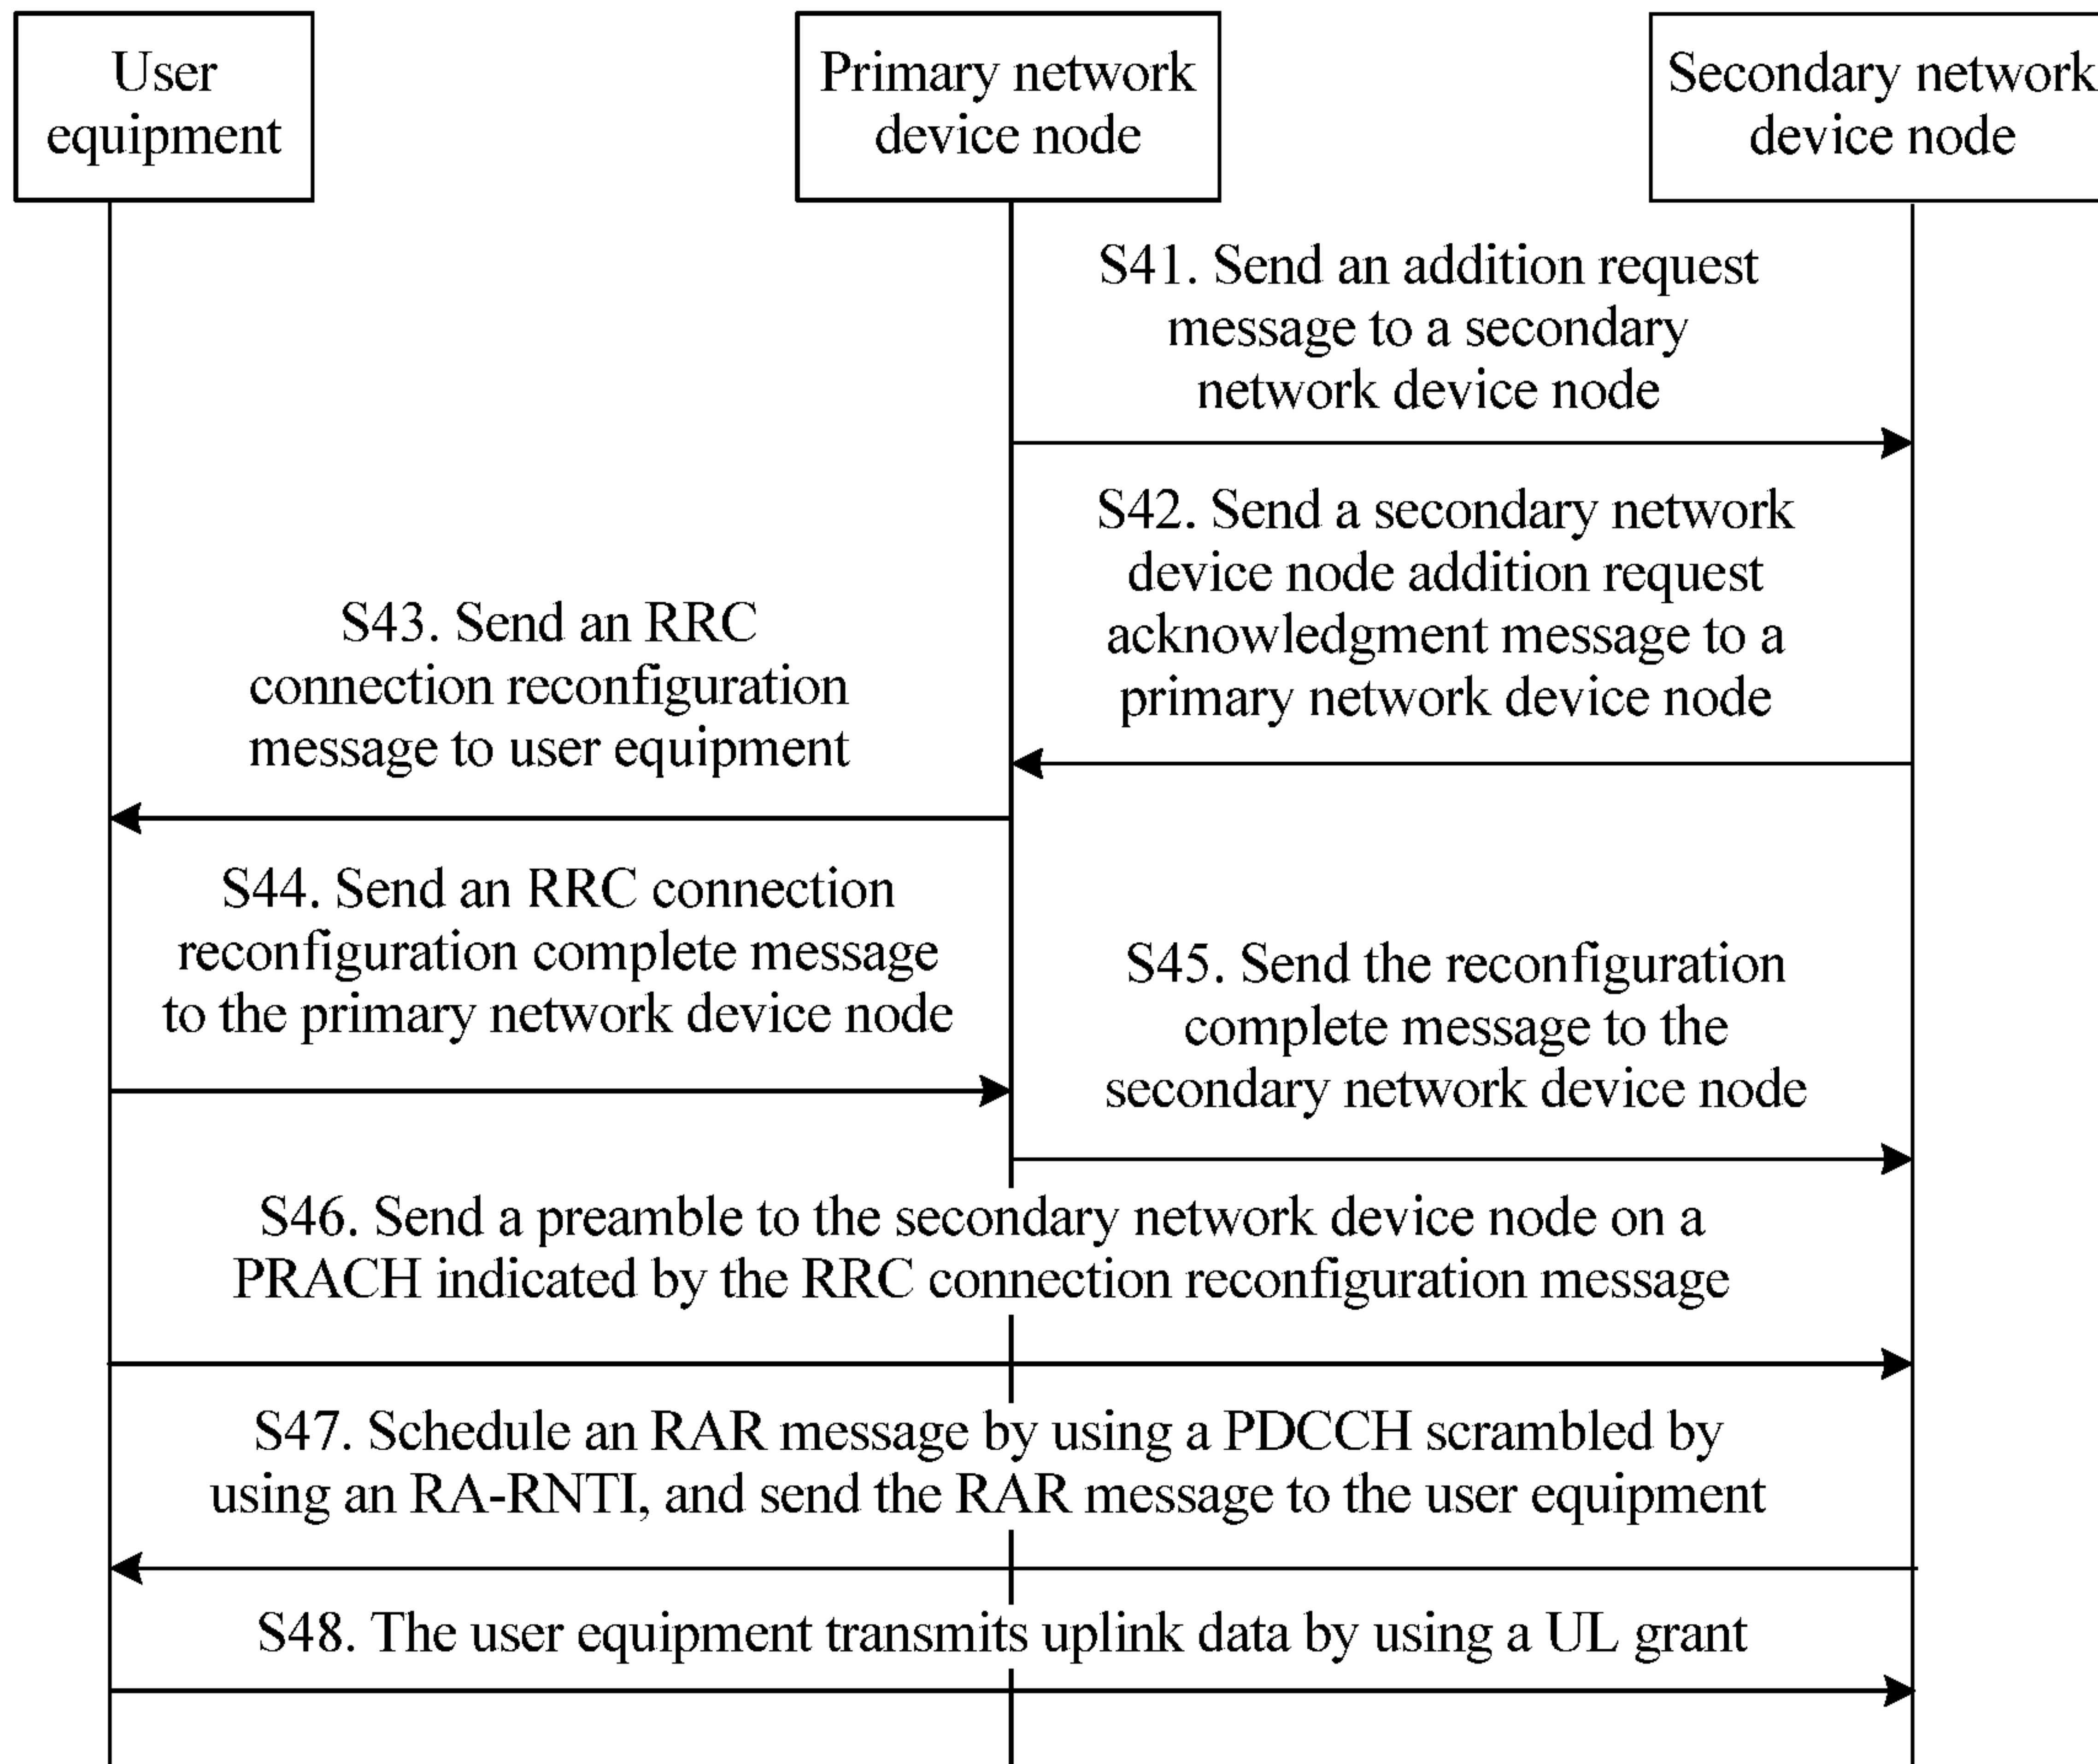 User
equipment
Primary network
device node
Secondary network
device node
S41. Send an addition request
message to a secondary
network device node
S42. Send a secondary network
device node addition request
acknowledgment message to a
primary network device node
S43. Send an RRC
connection reconfiguration
message to user equipment
S44. Send an RRC connection
reconfiguration complete message
to the primary network device node
S45. Send the reconfiguration
complete message to the
secondary network device node
S46. Send a preamble to the secondary network device node on a
PRACH indicated by the RRC connection reconfiguration message
S47. Schedule an RAR message by using a PDCCH scrambled by
using an RA-RNTI, and send the RAR message to the user equipment
S48. The user equipment transmits uplink data by using a UL grant